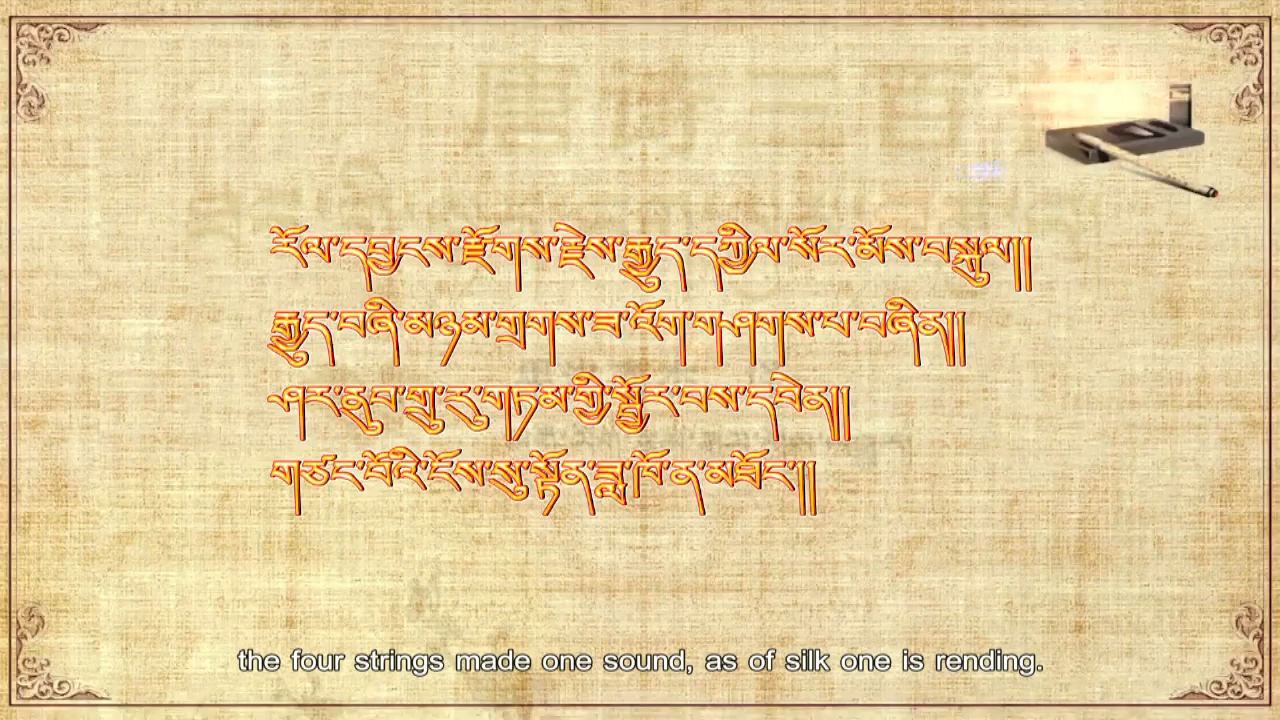 རོལ་དབྱངས་རྫོགས་རྗེས་རྒྱུད་དཀྱིལ་སོར་མོས་བསྐུལ།།
རྒྱུད་བཞི་མཉམ་གྲགས་ཟ་འོག་གཤགས་པ་བཞིན།།
ཤར་ནུབ་གྲུ་རུ་གཏམ་གྱི་སྦྱོར་བས་དབེན།།
གཙང་བོའི་ངོས་སུ་སྟོན་ཟླ་ཁོ་ན་མཐོང་།།
the four strings made one sound, as of silk one is rending.